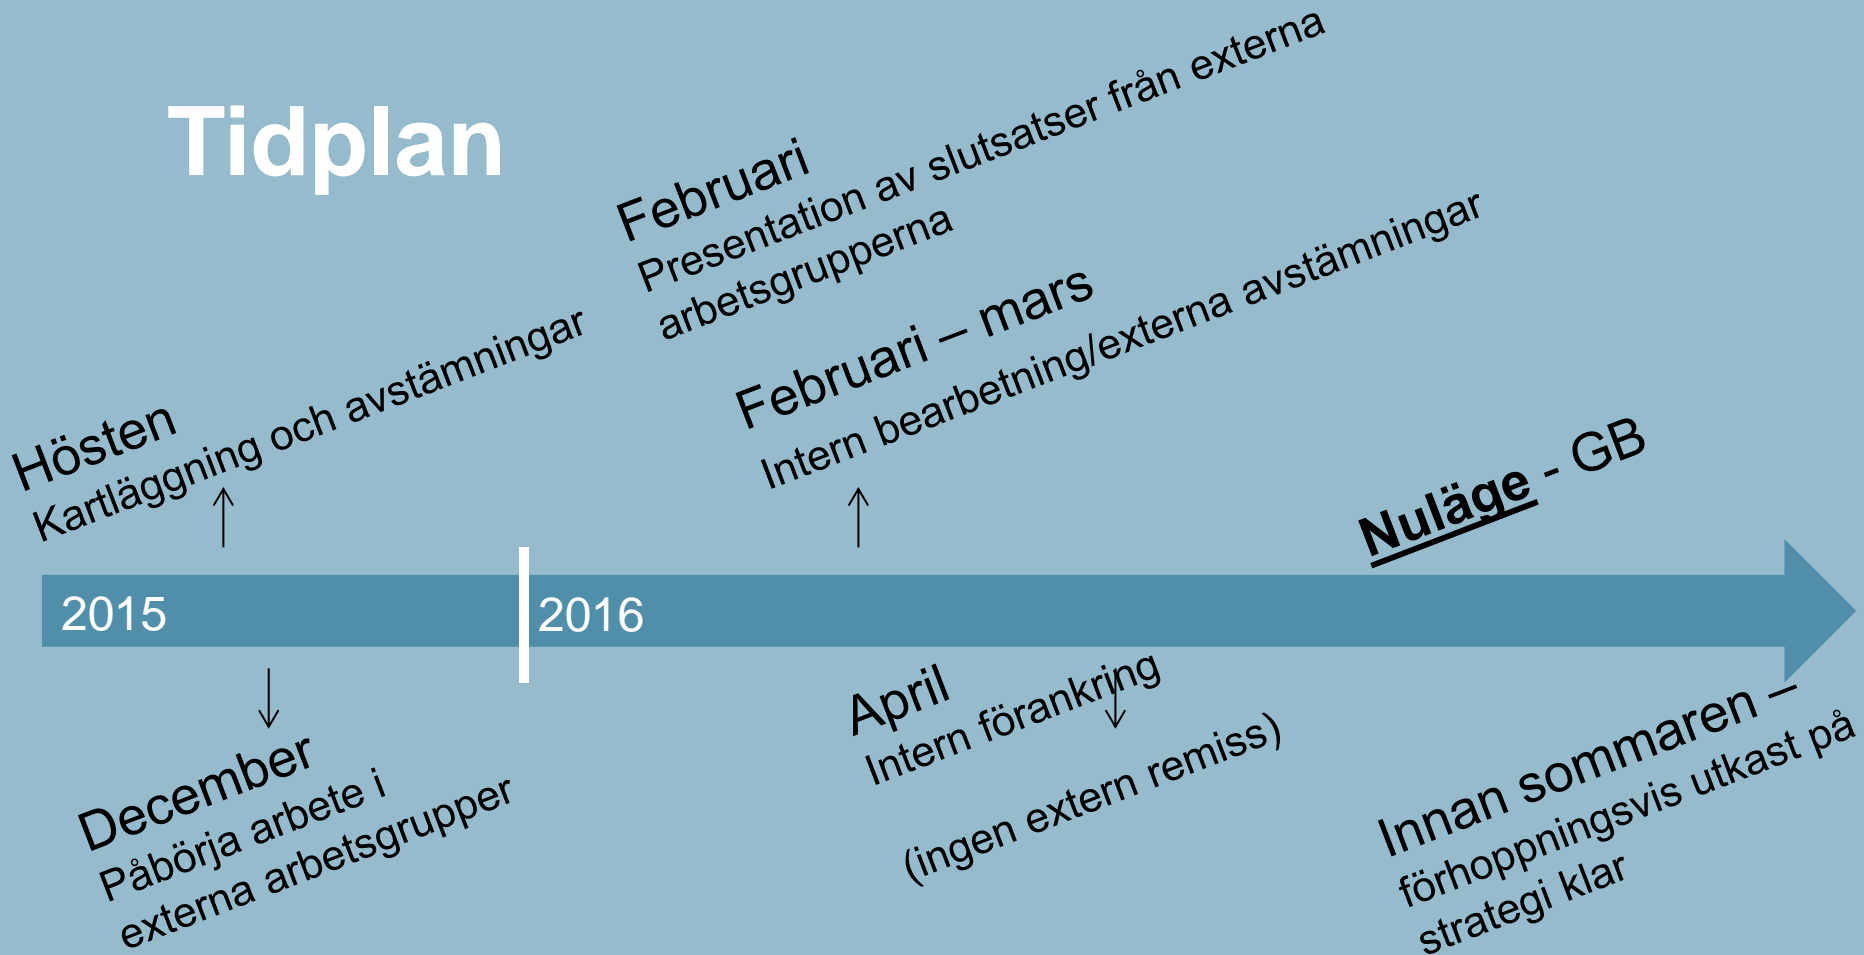 Tidplan
Februari
Presentation av slutsatser från externa
arbetsgrupperna
Februari – mars
Intern bearbetning/externa avstämningar
Hösten
Kartläggning och avstämningar
Nuläge - GB
2015
2016
December
Påbörja arbete i
externa arbetsgrupper
April
Intern förankring
(ingen extern remiss)
Innan sommaren –
förhoppningsvis utkast på
strategi klar